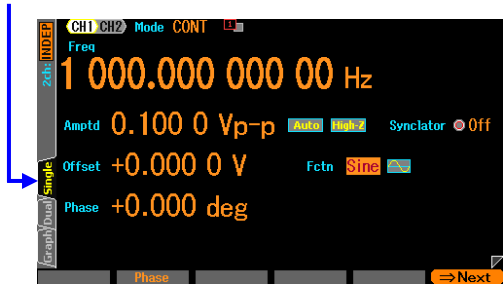 CH1 CH2 Mode CONT 1
2ch: INDEP
Freq
1 000.000 000 00 Hz
Amptd 0.100 0 Vp-p Auto High-Z Synclator Off
Offset +0.000 0 V Fctn Sine
Phase +0.000 deg
Single
Dual
Graph
Phase ⇒Next